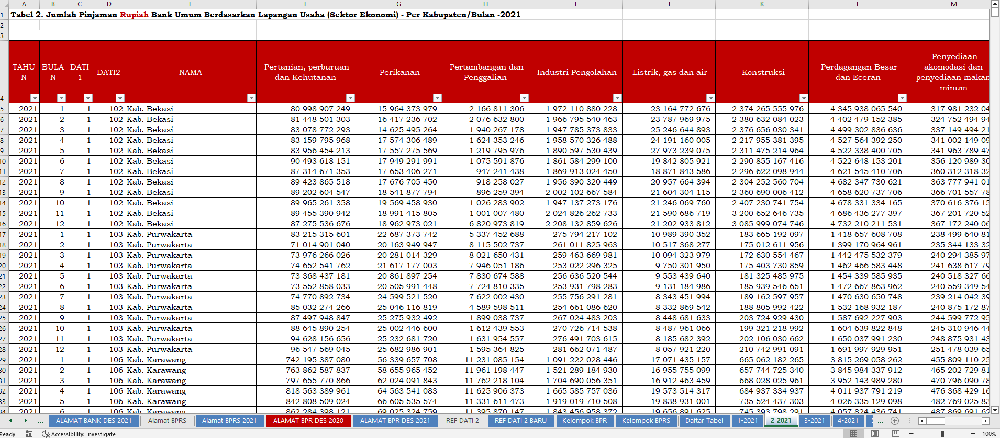 A B C D E F G H I J K L M
1 Tabel 2. Jumlah Pinjaman Rupiah Bank Umum Berdasarkan Lapangan Usaha (Sektor Ekonomi) - Per Kabupaten/Bulan -2021
2
3
4 TAHUN BULAN DATI 1 DATI2 NAMA Pertanian, perburuan dan Kehutanan Perikanan Pertambangan dan Penggalian Industri Pengolahan Listrik, gas dan air Konstruksi Perdagangan Besar dan Eceran Penyediaan akomodasi dan penyediaan makan minum
5 2021 1 1 102 Kab. Bekasi 80 998 907 249 15 964 373 979 2 166 811 306 1 972 110 880 228 23 164 772 676 2 374 265 555 976 4 345 938 065 540 317 981 232 04
6 2021 2 1 102 Kab. Bekasi 81 448 501 303 16 417 236 702 2 076 632 800 1 966 795 540 463 23 787 969 975 2 380 632 084 023 4 402 479 152 385 324 752 494 94
7 2021 3 1 102 Kab. Bekasi 83 078 772 293 14 625 495 264 1 940 267 178 1 947 785 373 833 25 246 644 893 2 376 656 030 341 4 499 302 836 636 337 149 494 21
8 2021 4 1 102 Kab. Bekasi 83 159 795 968 17 574 306 489 1 624 353 246 1 958 570 326 488 24 191 160 005 2 217 955 381 395 4 527 564 392 250 341 002 149 09
9 2021 5 1 102 Kab. Bekasi 83 956 454 213 17 557 275 569 1 219 795 976 1 890 597 530 439 27 973 239 075 2 311 475 214 964 4 522 338 400 705 341 963 789 47
10 2021 6 1 102 Kab. Bekasi 90 493 618 151 17 949 291 991 1 075 591 876 1 861 584 299 100 19 842 805 921 2 290 855 167 416 4 522 648 153 201 356 120 989 30
11 2021 7 1 102 Kab. Bekasi 87 314 671 353 17 653 406 271 947 241 438 1 869 913 024 450 18 871 843 586 2 296 622 098 944 4 621 545 410 706 360 312 318 32
12 2021 8 1 102 Kab. Bekasi 89 423 865 518 17 676 705 450 918 258 027 1 956 390 320 449 20 957 664 394 2 304 252 560 704 4 682 347 730 621 363 777 941 01
13 2021 9 1 102 Kab. Bekasi 89 202 604 547 18 541 877 794 896 259 394 2 002 102 667 584 21 604 304 115 2 360 690 006 412 4 658 620 737 706 366 701 557 78
14 2021 10 1 102 Kab. Bekasi 89 965 261 358 19 569 458 930 1 026 283 902 1 947 137 273 176 21 246 069 760 2 407 230 741 754 4 678 331 334 165 370 616 376 15
15 2021 11 1 102 Kab. Bekasi 89 455 390 942 18 991 415 805 1 001 007 480 2 024 826 262 733 21 590 686 719 3 200 652 646 735 4 686 436 277 397 367 201 720 52
16 2021 12 1 102 Kab. Bekasi 87 275 536 676 18 962 973 021 6 820 973 819 2 208 132 859 626 21 202 933 812 3 085 999 074 746 4 732 210 211 531 367 172 240 06
17 2021 1 1 103 Kab. Purwakarta 83 215 315 601 22 687 373 742 5 337 452 688 275 794 217 102 10 989 390 352 183 665 192 097 1 418 657 608 708 238 499 640 81
18 2021 2 1 103 Kab. Purwakarta 71 014 901 040 20 163 949 947 8 115 502 737 261 011 825 963 10 517 368 277 175 012 611 956 1 399 170 964 961 235 344 133 32
19 2021 3 1 103 Kab. Purwakarta 73 976 266 026 20 281 014 329 8 021 650 431 259 463 669 981 10 094 323 979 172 630 554 467 1 442 475 532 379 240 294 385 97
20 2021 4 1 103 Kab. Purwakarta 74 652 541 762 21 617 177 003 7 946 051 186 253 022 296 325 9 750 301 950 175 403 730 859 1 462 466 583 448 241 638 617 79
21 2021 5 1 103 Kab. Purwakarta 73 368 437 181 20 861 897 254 7 830 674 588 256 636 520 544 9 553 439 640 181 325 485 975 1 454 339 585 935 240 518 327 66
22 2021 6 1 103 Kab. Purwakarta 73 552 858 033 20 505 991 448 7 724 810 335 253 931 798 283 9 131 184 986 185 939 546 651 1 472 667 863 962 240 559 349 54
23 2021 7 1 103 Kab. Purwakarta 74 770 892 734 24 599 521 520 7 622 002 430 255 756 291 281 8 343 451 994 189 162 597 957 1 470 630 650 748 239 214 042 39
24 2021 8 1 103 Kab. Purwakarta 85 032 274 266 25 046 116 819 4 589 598 511 254 661 086 620 8 332 869 542 188 805 992 422 1 532 168 932 187 240 875 172 87
25 2021 9 1 103 Kab. Purwakarta 87 497 948 847 25 275 932 492 1 899 038 737 267 024 483 203 8 448 681 633 203 724 929 430 1 587 692 227 903 244 599 772 95
26 2021 10 1 103 Kab. Purwakarta 88 645 890 254 25 002 446 600 1 612 439 553 270 726 714 538 8 487 961 066 199 321 218 992 1 604 639 822 848 245 310 946 44
27 2021 11 1 103 Kab. Purwakarta 94 628 156 656 25 232 681 720 1 631 954 557 276 491 703 615 8 185 682 392 202 106 030 662 1 650 037 991 230 248 875 931 43
28 2021 12 1 103 Kab. Purwakarta 96 547 569 045 25 682 986 901 1 595 364 825 281 662 071 487 8 057 921 220 210 742 991 091 1 691 997 929 951 251 478 039 65
29 2021 1 1 106 Kab. Karawang 742 195 387 080 56 339 657 708 11 231 085 154 1 091 222 028 446 17 071 435 157 665 062 182 265 3 815 269 058 262 455 809 110 25
30 2021 2 1 106 Kab. Karawang 763 862 587 837 58 655 965 452 11 961 198 447 1 521 289 184 930 16 955 755 099 657 744 725 340 3 845 984 337 912 465 202 729 81
31 2021 3 1 106 Kab. Karawang 797 655 770 866 62 024 091 843 11 762 218 104 1 704 690 056 351 16 912 463 459 668 028 025 961 3 952 143 989 280 470 796 090 78
32 2021 4 1 106 Kab. Karawang 818 563 389 961 64 563 541 083 11 625 906 373 1 665 585 757 036 19 573 514 317 684 937 334 937 4 011 937 791 219 476 368 429 16
33 2021 5 1 106 Kab. Karawang 842 808 509 024 66 605 535 574 11 331 611 473 1 919 019 710 508 19 838 931 001 735 524 437 303 4 026 335 129 098 482 769 025 83
34 2021 6 1 106 Kab. Karawang 862 284 398 121 69 025 324 759 11 395 870 147 1 843 456 958 372 19 656 891 625 745 393 798 291 4 057 824 436 741 487 869 691 62
... ALAMAT BANK DES 2021 Alamat BPRS Alamat BPRS 2021 ALAMAT BPR DES 2020 ALAMAT BPR DES 2021 REF DATI 2 REF DATI 2 BARU Kelompok BPR Kelompok BPRS Daftar Tabel 1-2021 2-2021 3-2021 4-2021 5 ...
Ready Accessibility: Investigate 100%